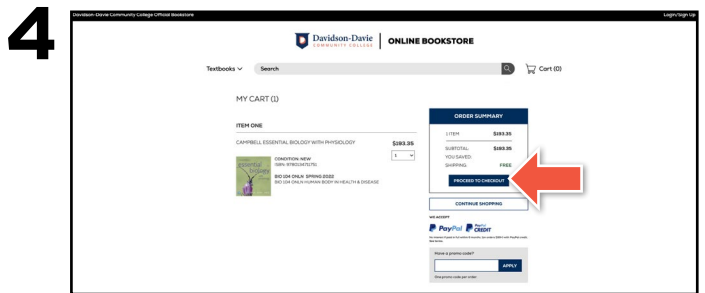 4
Davidson-Davie Community College Official Bookstore
Login/Sign Up
Davidson-Davie
COMMUNITY COLLEGE
ONLINE BOOKSTORE
Textbooks
Search
Cart (0)
MY CART (1)
ITEM ONE
CAMPBELL ESSENTIAL BIOLOGY WITH PHYSIOLOGY
$193.35
1
CONDITION: NEW
BIO 104 ONLN SPRING 2022
BIO 104 ONLN HUMAN BODY IN HEALTH & DISEASE
essential
biology
ORDER SUMMARY
1 ITEM
$193.35
SUBTOTAL:
$193.35
YOU SAVED:
SHIPPING:
FREE
PROCEED TO CHECKOUT
CONTINUE SHOPPING
WE ACCEPT
PayPal
PayPal
CREDIT
Have a promo code?
APPLY
One promo code per order.